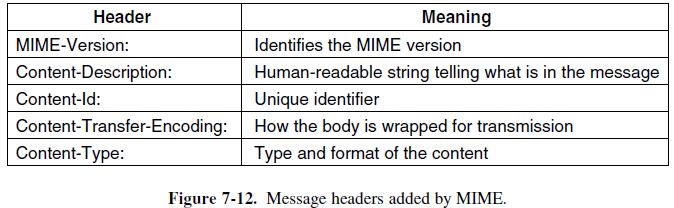 Header Meaning
MIME-Version: Identifies the MIME version
Content-Description: Human-readable string telling what is in the message
Content-Id: Unique identifier
Content-Transfer-Encoding: How the body is wrapped for transmission
Content-Type: Type and format of the content
Figure 7-12. Message headers added by MIME.